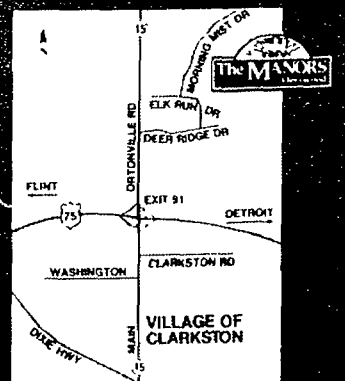 15
MORNING MIST DR
The MANORS
ELK RUN DR
DEER RIDGE DR
ORTONVILLE RD
FLINT
EXIT 91
75
DETROIT
CLARKSTON RD
WASHINGTON
MAIN
VILLAGE OF
CLARKSTON
DIXIE HWY
15